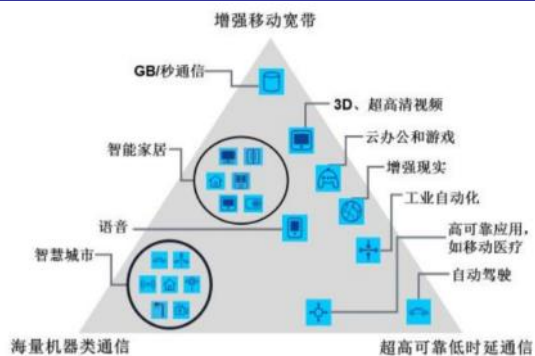 增强移动宽带
GB/秒通信
3D、超高清视频
云办公和游戏
智能家居
增强现实
工业自动化
语音
高可靠应用，
如移动医疗
智慧城市
自动驾驶
海量机器类通信
超高可靠低时延通信